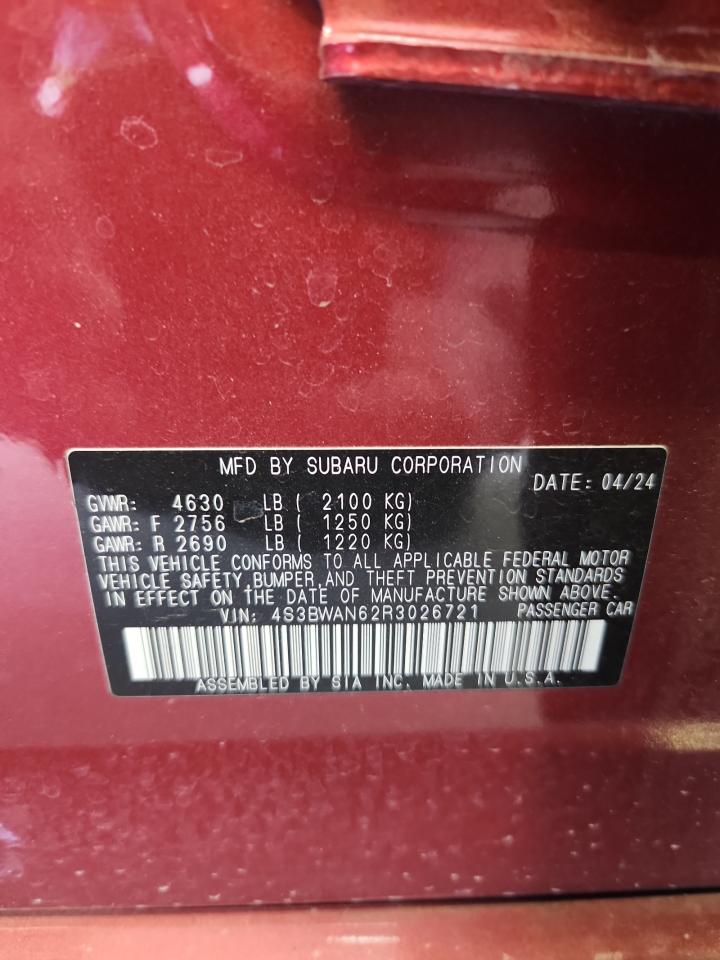 MFD BY SUBARU CORPORATION
DATE: 04/24
GVWR: 4630 LB ( 2100 KG)
GAWR: F 2756 LB ( 1250 KG)
GAWR: R 2690 LB ( 1220 KG)
THIS VEHICLE CONFORMS TO ALL APPLICABLE FEDERAL MOTOR
VEHICLE SAFETY,BUMPER,AND THEFT PREVENTION STANDARDS
IN EFFECT ON THE DATE OF MANUFACTURE SHOWN ABOVE.
VIN: 4S3BWAN62R3026721 PASSENGER CAR
ASSEMBLED BY SIA INC. MADE IN U.S.A.